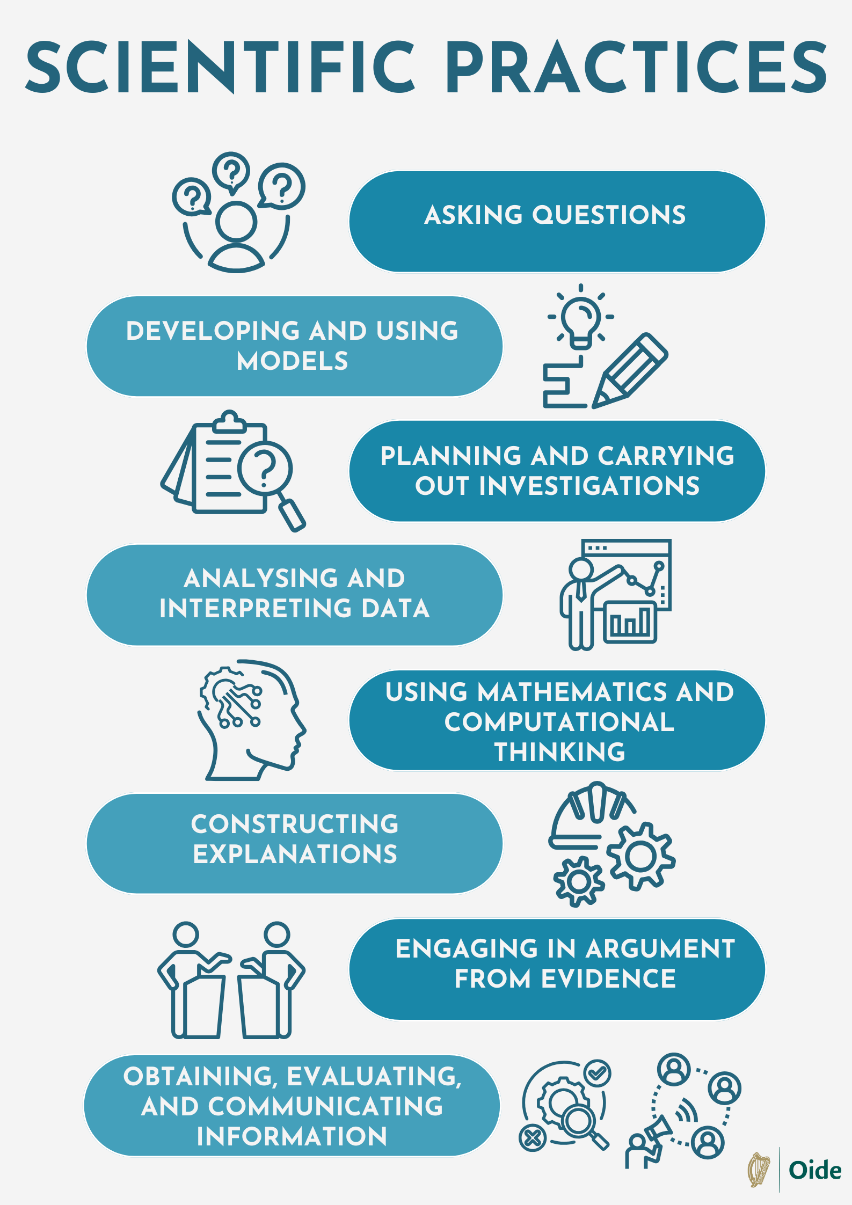 SCIENTIFIC PRACTICES
?
?
?
ASKING QUESTIONS
DEVELOPING AND USING
MODELS
?
PLANNING AND CARRYING
OUT INVESTIGATIONS
ANALYSING AND
INTERPRETING DATA
USING MATHEMATICS AND
COMPUTATIONAL
THINKING
CONSTRUCTING
EXPLANATIONS
ENGAGING IN ARGUMENT
FROM EVIDENCE
OBTAINING, EVALUATING,
AND COMMUNICATING
INFORMATION
Oide